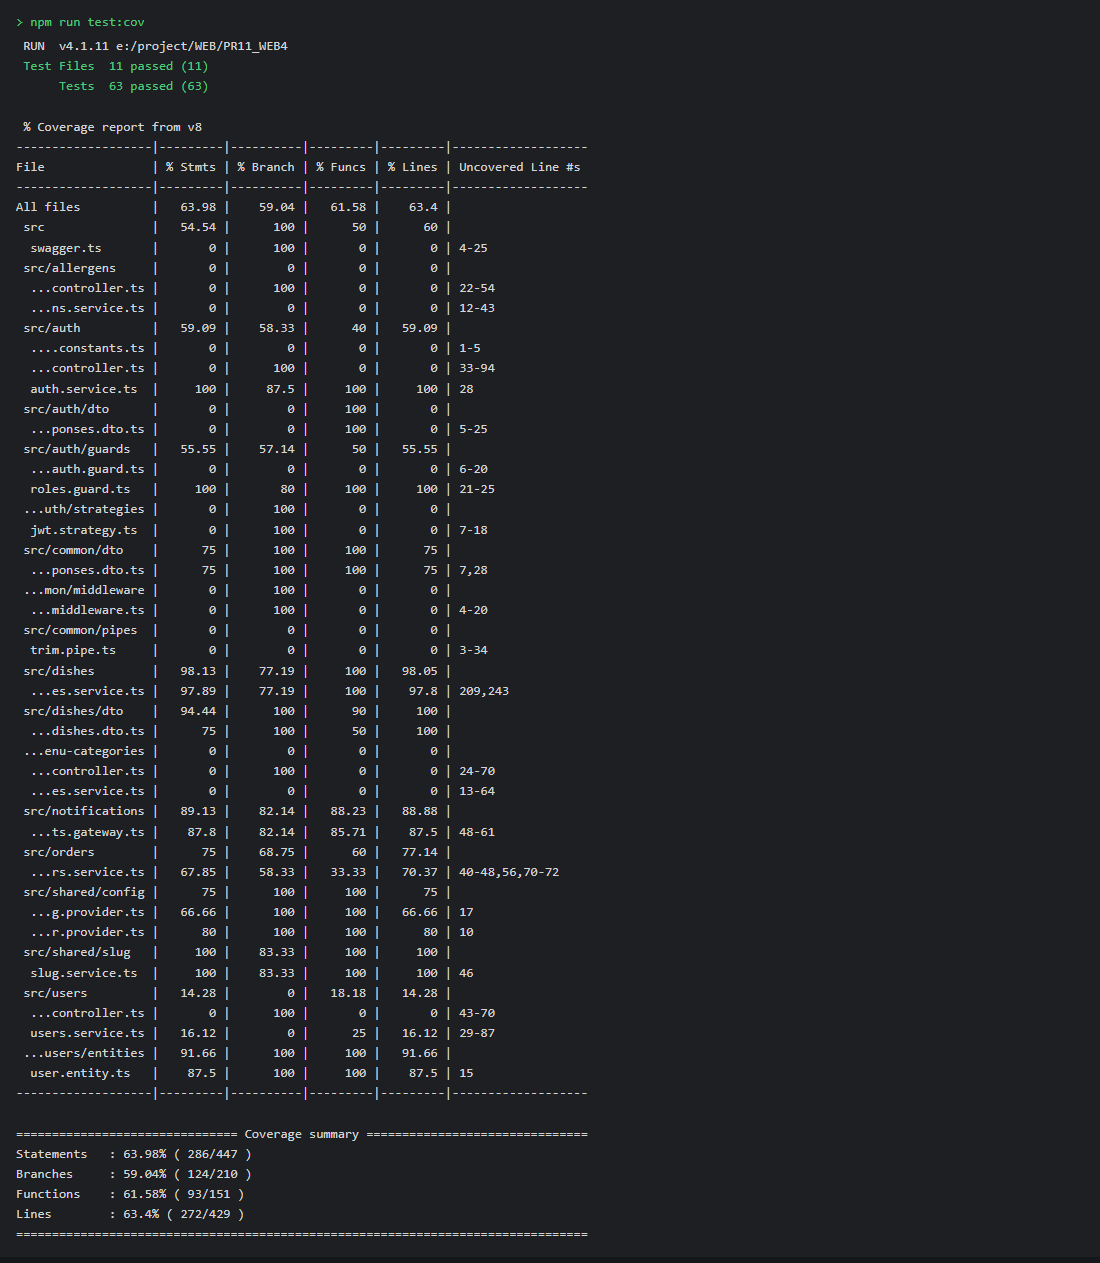 > npm run test:cov
RUN  v4.1.11 e:/project/WEB/PR11_WEB4
Test Files  11 passed (11)
Tests  63 passed (63)
% Coverage report from v8
-------------------|---------|----------|---------|---------|-------------------
File               | % Stmts | % Branch | % Funcs | % Lines | Uncovered Line #s
-------------------|---------|----------|---------|---------|-------------------
All files          |   63.98 |    59.04 |   61.58 |    63.4 |
src                |   54.54 |      100 |      50 |      60 |
swagger.ts         |       0 |      100 |       0 |       0 | 4-25
src/allergens      |       0 |        0 |       0 |       0 |
...controller.ts   |       0 |      100 |       0 |       0 | 22-54
...ns.service.ts   |       0 |        0 |       0 |       0 | 12-43
src/auth           |   59.09 |    58.33 |      40 |   59.09 |
....constants.ts   |       0 |        0 |       0 |       0 | 1-5
...controller.ts   |       0 |      100 |       0 |       0 | 33-94
auth.service.ts    |     100 |     87.5 |     100 |     100 | 28
src/auth/dto       |       0 |        0 |     100 |       0 |
...ponses.dto.ts   |       0 |        0 |     100 |       0 | 5-25
src/auth/guards    |   55.55 |    57.14 |      50 |   55.55 |
...auth.guard.ts   |       0 |        0 |       0 |       0 | 6-20
roles.guard.ts     |     100 |       80 |     100 |     100 | 21-25
...uth/strategies  |       0 |      100 |       0 |       0 |
jwt.strategy.ts    |       0 |      100 |       0 |       0 | 7-18
src/common/dto     |      75 |      100 |     100 |      75 |
...ponses.dto.ts   |      75 |      100 |     100 |      75 | 7,28
...mon/middleware  |       0 |      100 |       0 |       0 |
...middleware.ts   |       0 |      100 |       0 |       0 | 4-20
src/common/pipes   |       0 |        0 |       0 |       0 |
trim.pipe.ts       |       0 |        0 |       0 |       0 | 3-34
src/dishes         |   98.13 |    77.19 |     100 |   98.05 |
...es.service.ts   |   97.89 |    77.19 |     100 |    97.8 | 209,243
src/dishes/dto     |   94.44 |      100 |      90 |     100 |
...dishes.dto.ts   |      75 |      100 |      50 |     100 |
...enu-categories  |       0 |        0 |       0 |       0 |
...controller.ts   |       0 |      100 |       0 |       0 | 24-70
...es.service.ts   |       0 |        0 |       0 |       0 | 13-64
src/notifications  |   89.13 |    82.14 |   88.23 |   88.88 |
...ts.gateway.ts   |    87.8 |    82.14 |   85.71 |    87.5 | 48-61
src/orders         |      75 |    68.75 |      60 |   77.14 |
...rs.service.ts   |   67.85 |    58.33 |   33.33 |   70.37 | 40-48,56,70-72
src/shared/config  |      75 |      100 |     100 |      75 |
...g.provider.ts   |   66.66 |      100 |     100 |   66.66 | 17
...r.provider.ts   |      80 |      100 |     100 |      80 | 10
src/shared/slug    |     100 |    83.33 |     100 |     100 |
slug.service.ts    |     100 |    83.33 |     100 |     100 | 46
src/users          |   14.28 |        0 |   18.18 |   14.28 |
...controller.ts   |       0 |      100 |       0 |       0 | 43-70
users.service.ts   |   16.12 |        0 |      25 |   16.12 | 29-87
...users/entities  |   91.66 |      100 |     100 |   91.66 |
user.entity.ts     |    87.5 |      100 |     100 |    87.5 | 15
-------------------|---------|----------|---------|---------|-------------------
=============================== Coverage summary ===============================
Statements   : 63.98% ( 286/447 )
Branches     : 59.04% ( 124/210 )
Functions    : 61.58% ( 93/151 )
Lines        : 63.4% ( 272/429 )
================================================================================